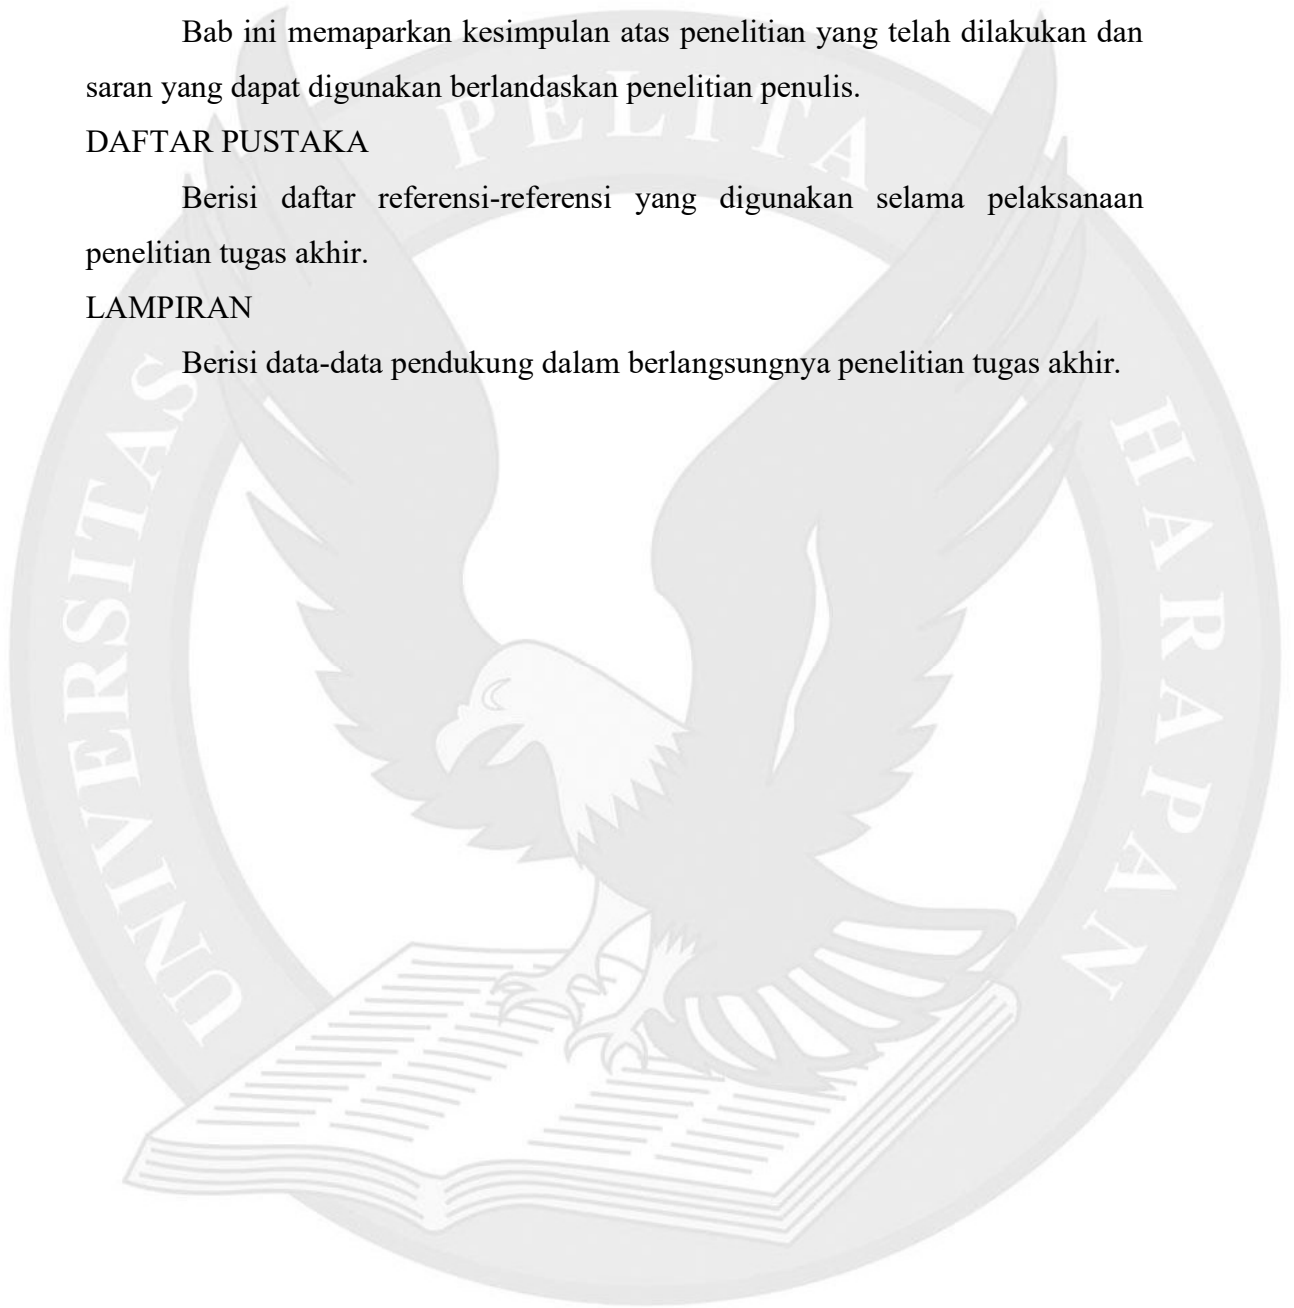 Bab ini memaparkan kesimpulan atas penelitian yang telah dilakukan dan
saran yang dapat digunakan berlandaskan penelitian penulis.
DAFTAR PUSTAKA
Berisi daftar referensi-referensi yang digunakan selama pelaksanaan
penelitian tugas akhir.
LAMPIRAN
Berisi data-data pendukung dalam berlangsungnya penelitian tugas akhir.
UNIVERSITAS PELITA HARAPAN